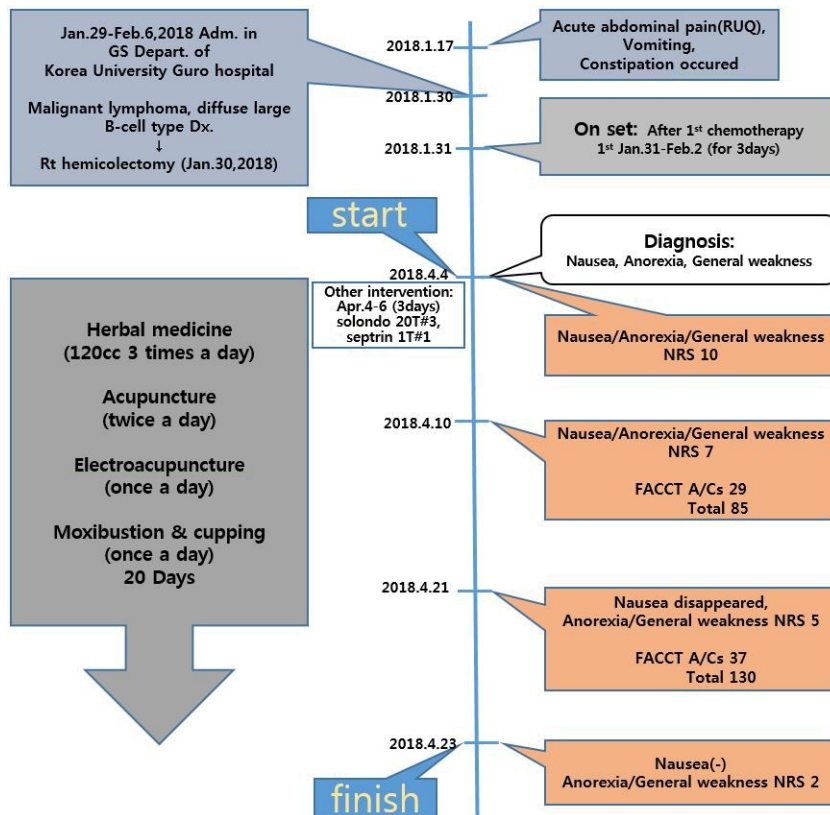 Jan.29-Feb.6,2018 Adm. in
GS Depart. of
Korea University Guro hospital
Malignant lymphoma, diffuse large
B-cell type Dx.
↓
Rt hemicolectomy (Jan.30,2018)
2018.1.17
Acute abdominal pain(RUQ),
Vomiting,
Constipation occured
2018.1.30
2018.1.31
On set: After 1st chemotherapy
1st Jan.31-Feb.2 (for 3days)
start
2018.4.4
Diagnosis:
Nausea, Anorexia, General weakness
Other intervention:
Apr.4-6 (3days)
solondo 20T#3,
septrin 1T#1
Nausea/Anorexia/General weakness
NRS 10
Herbal medicine
(120cc 3 times a day)
Acupuncture
(twice a day)
Electroacupuncture
(once a day)
Moxibustion & cupping
(once a day)
20 Days
2018.4.10
Nausea/Anorexia/General weakness
NRS 7
FACCT A/Cs 29
Total 85
2018.4.21
Nausea disappeared,
Anorexia/General weakness NRS 5
FACCT A/Cs 37
Total 130
2018.4.23
Nausea(-)
Anorexia/General weakness NRS 2
finish